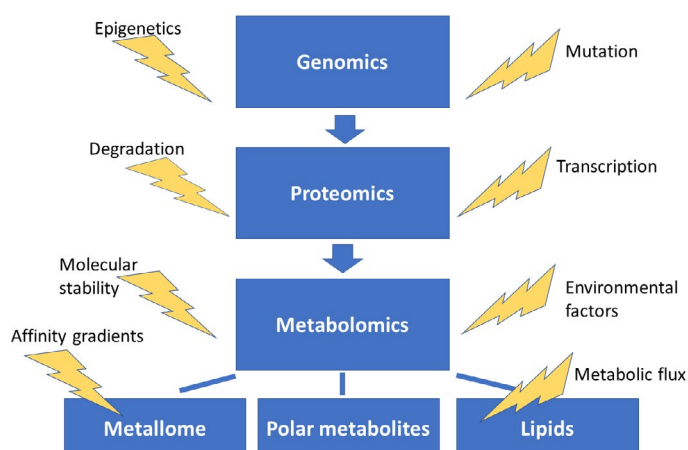 Epigenetics
Genomics
Mutation
Degradation
Proteomics
Transcription
Molecular
stability
Metabolomics
Environmental
factors
Affinity gradients
Metabolic flux
Metallome
Polar metabolites
Lipids